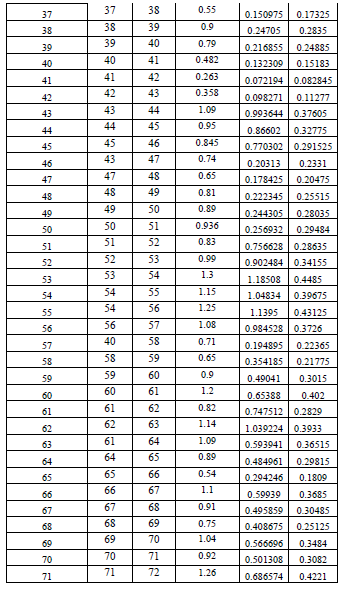 37 37 38 0.55 0.150975 0.17325
38 38 39 0.9 0.24705 0.2835
39 39 40 0.79 0.216855 0.24885
40 40 41 0.482 0.132309 0.15183
41 41 42 0.263 0.072194 0.082845
42 42 43 0.358 0.098271 0.11277
43 43 44 1.09 0.993644 0.37605
44 44 45 0.95 0.86602 0.32775
45 45 46 0.845 0.770302 0.291525
46 43 47 0.74 0.20313 0.2331
47 47 48 0.65 0.178425 0.20475
48 48 49 0.81 0.222345 0.25515
49 49 50 0.89 0.244305 0.28035
50 50 51 0.936 0.256932 0.29484
51 51 52 0.83 0.756628 0.28635
52 52 53 0.99 0.902484 0.34155
53 53 54 1.3 1.18508 0.4485
54 54 55 1.15 1.04834 0.39675
55 54 56 1.25 1.1395 0.43125
56 56 57 1.08 0.984528 0.3726
57 40 58 0.71 0.194895 0.22365
58 58 59 0.65 0.354185 0.21775
59 59 60 0.9 0.49041 0.3015
60 60 61 1.2 0.65388 0.402
61 61 62 0.82 0.747512 0.2829
62 62 63 1.14 1.039224 0.3933
63 61 64 1.09 0.593941 0.36515
64 64 65 0.89 0.484961 0.29815
65 65 66 0.54 0.294246 0.1809
66 66 67 1.1 0.59939 0.3685
67 67 68 0.91 0.495859 0.30485
68 68 69 0.75 0.408675 0.25125
69 69 70 1.04 0.566696 0.3484
70 70 71 0.92 0.501308 0.3082
71 71 72 1.26 0.686574 0.4221